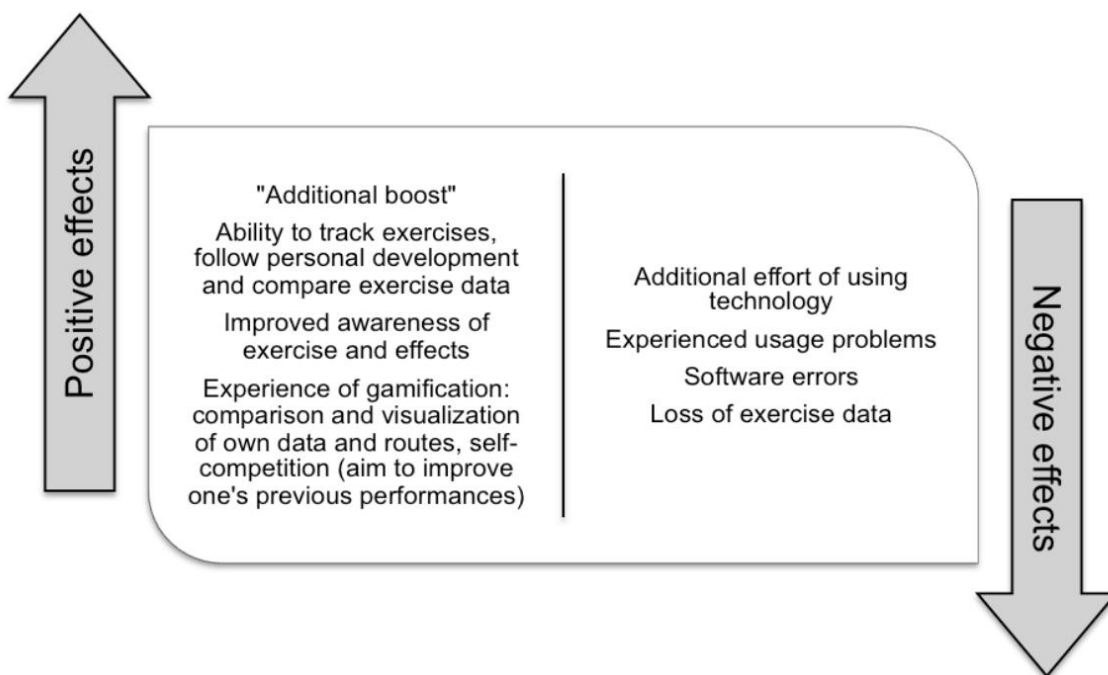 Positive effects
"Additional boost"
Ability to track exercises,
follow personal development
and compare exercise data
Improved awareness of
exercise and effects
Experience of gamification:
comparison and visualization
of own data and routes, self-
competition (aim to improve
one's previous performances)
Additional effort of using
technology
Experienced usage problems
Software errors
Loss of exercise data
Negative effects